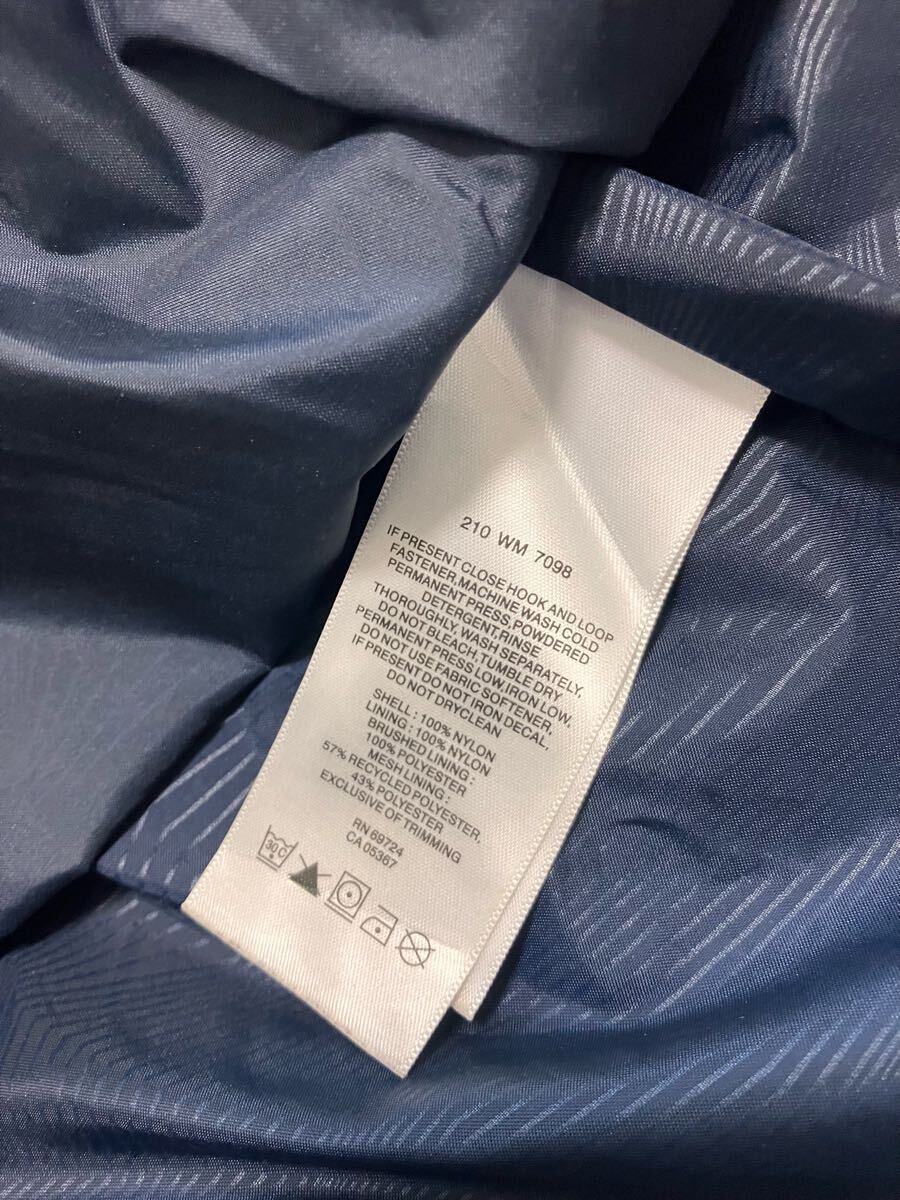 210 WM 7098
IF PRESENT CLOSE HOOK AND LOOP
FASTENER, MACHINE WASH COLD
PERMANENT PRESS, POWDERED
DETERGENT, RINSE
THOROUGHLY, WASH SEPARATELY,
DO NOT BLEACH, TUMBLE DRY,
PERMANENT PRESS LOW, IRON LOW.
DO NOT USE FABRIC SOFTENER,
IF PRESENT DO NOT IRON DECAL,
DO NOT DRYCLEAN
SHELL : 100% NYLON
LINING : 100% NYLON
BRUSHED LINING :
100% POLYESTER
MESH LINING :
57% RECYCLED POLYESTER,
43% POLYESTER
EXCLUSIVE OF TRIMMING
RN 69724
CA 05367
30C